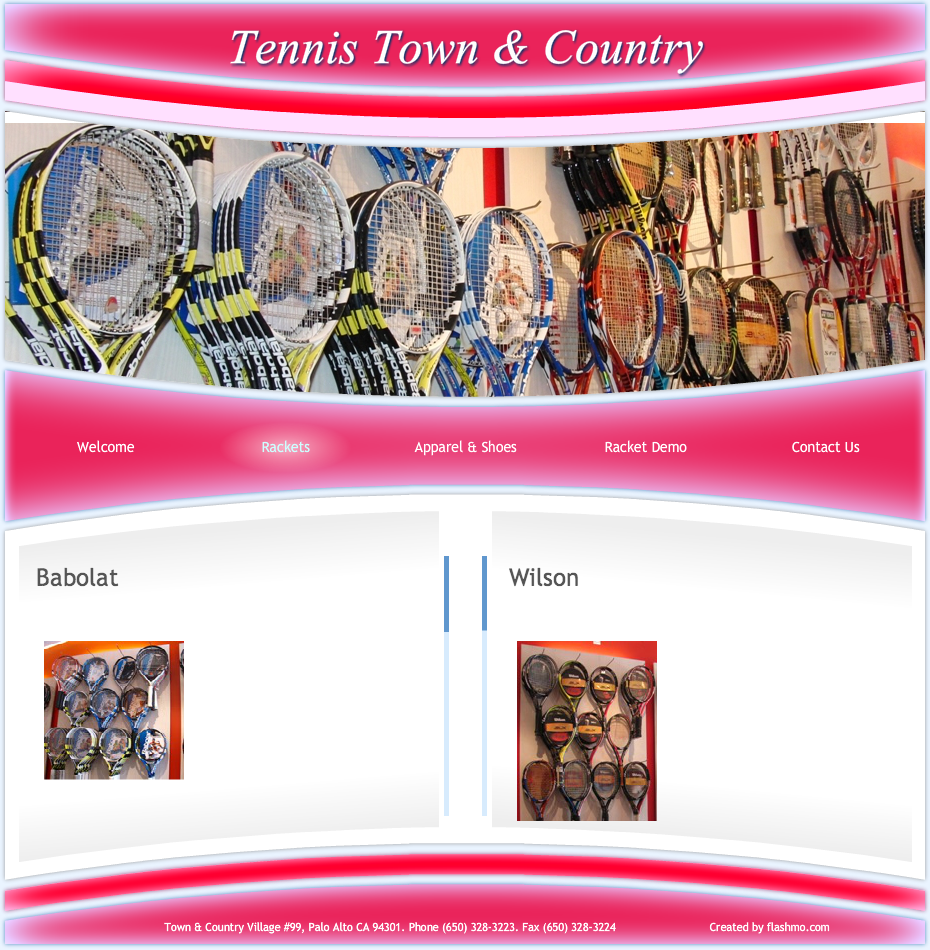 Tennis Town & Country
Welcome
Rackets
Apparel & Shoes
Racket Demo
Contact Us
Babolat
Wilson
Town & Country Village #99, Palo Alto CA 94301. Phone (650) 328-3223. Fax (650) 328-3224
Created by flashmo.com